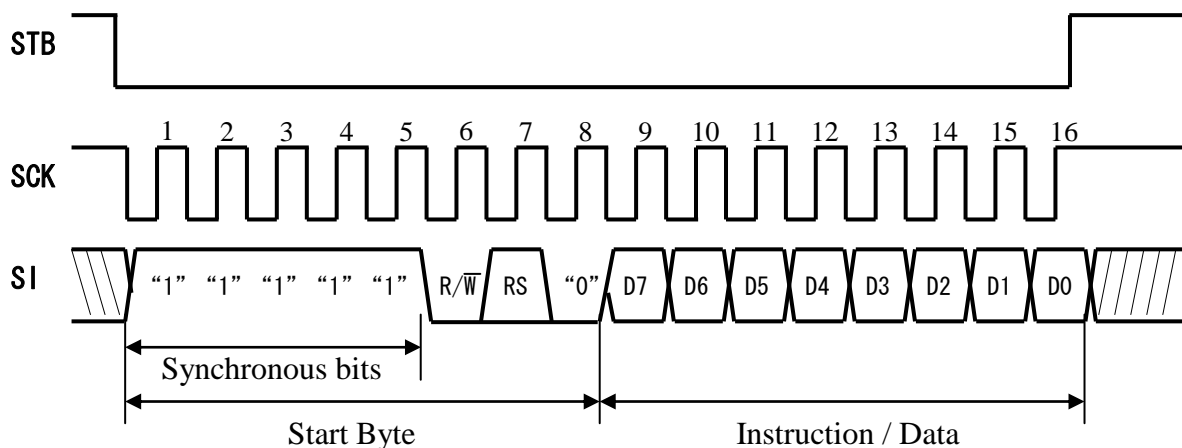 STB
1 2 3 4 5 6 7 8 9 10 11 12 13 14 15 16
SCK
SI “1” “1” “1” “1” “1” R/W̅ RS “0” D7 D6 D5 D4 D3 D2 D1 D0
Synchronous bits
Start Byte Instruction / Data